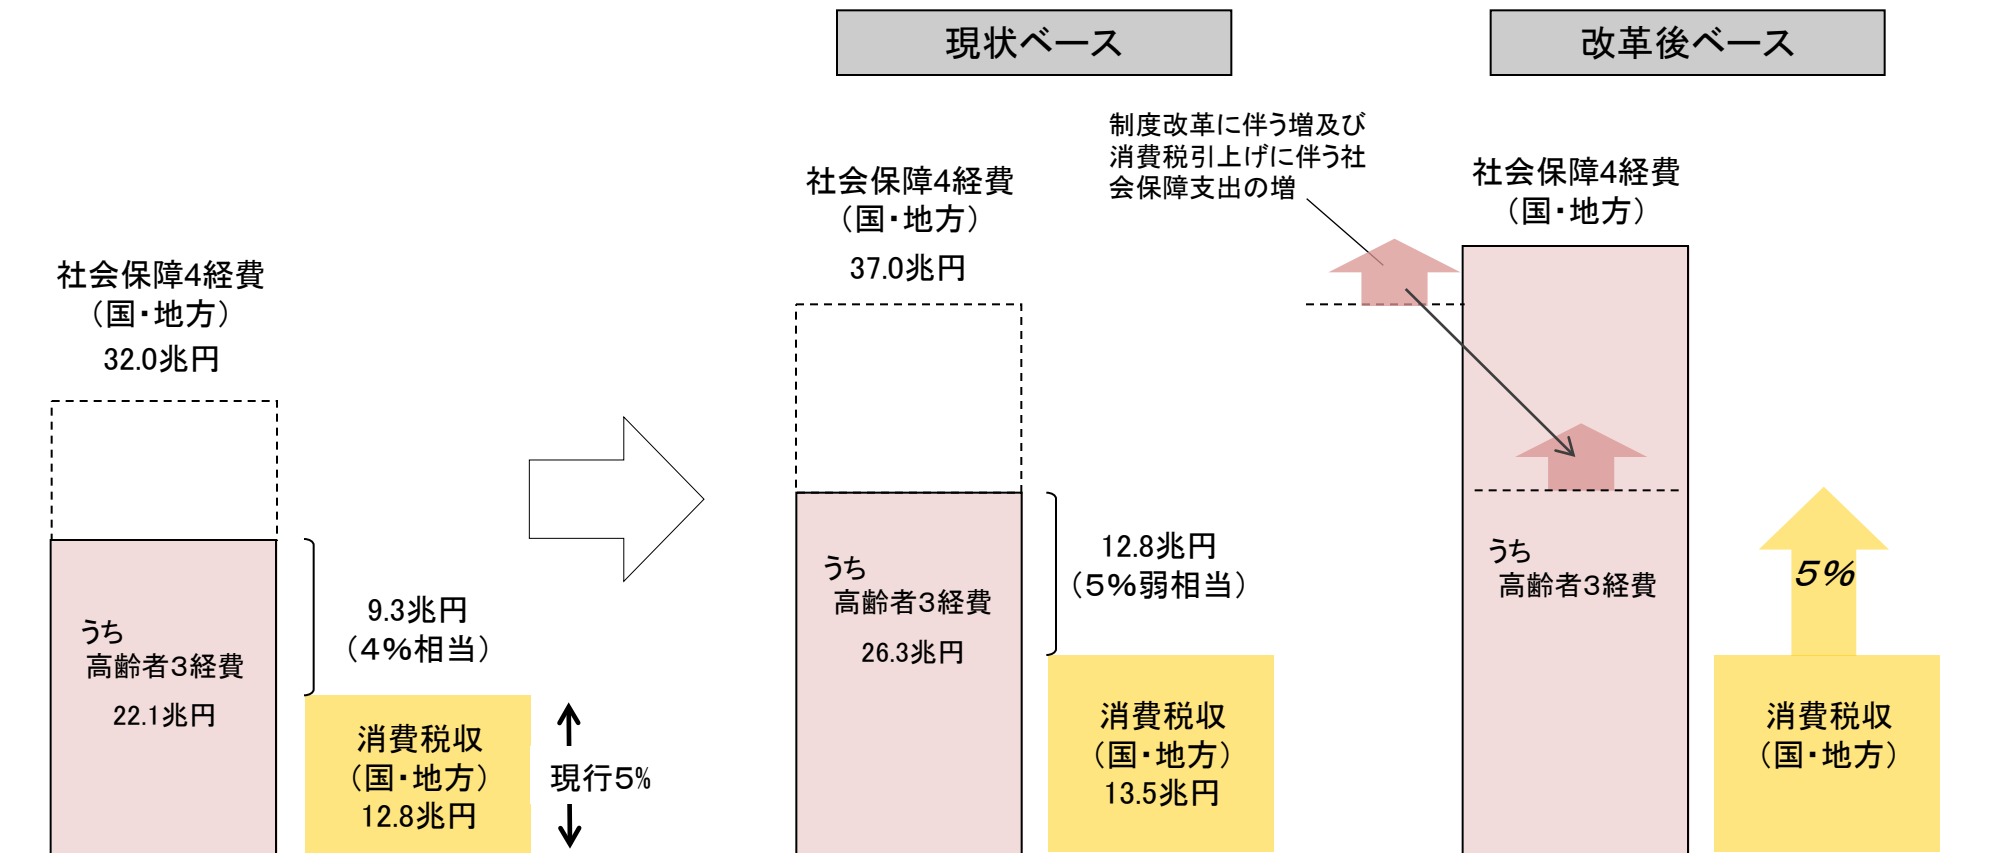 現状ベース
改革後ベース
社会保障4経費
（国・地方）
32.0兆円
うち
高齢者３経費
22.1兆円
9.3兆円
（４％相当）
消費税収
（国・地方）
12.8兆円
現行５％
社会保障4経費
（国・地方）
37.0兆円
うち
高齢者３経費
26.3兆円
12.8兆円
（５％弱相当）
消費税収
（国・地方）
13.5兆円
制度改革に伴う増及び
消費税引上げに伴う社
会保障支出の増
社会保障4経費
（国・地方）
うち
高齢者３経費
５％
消費税収
（国・地方）